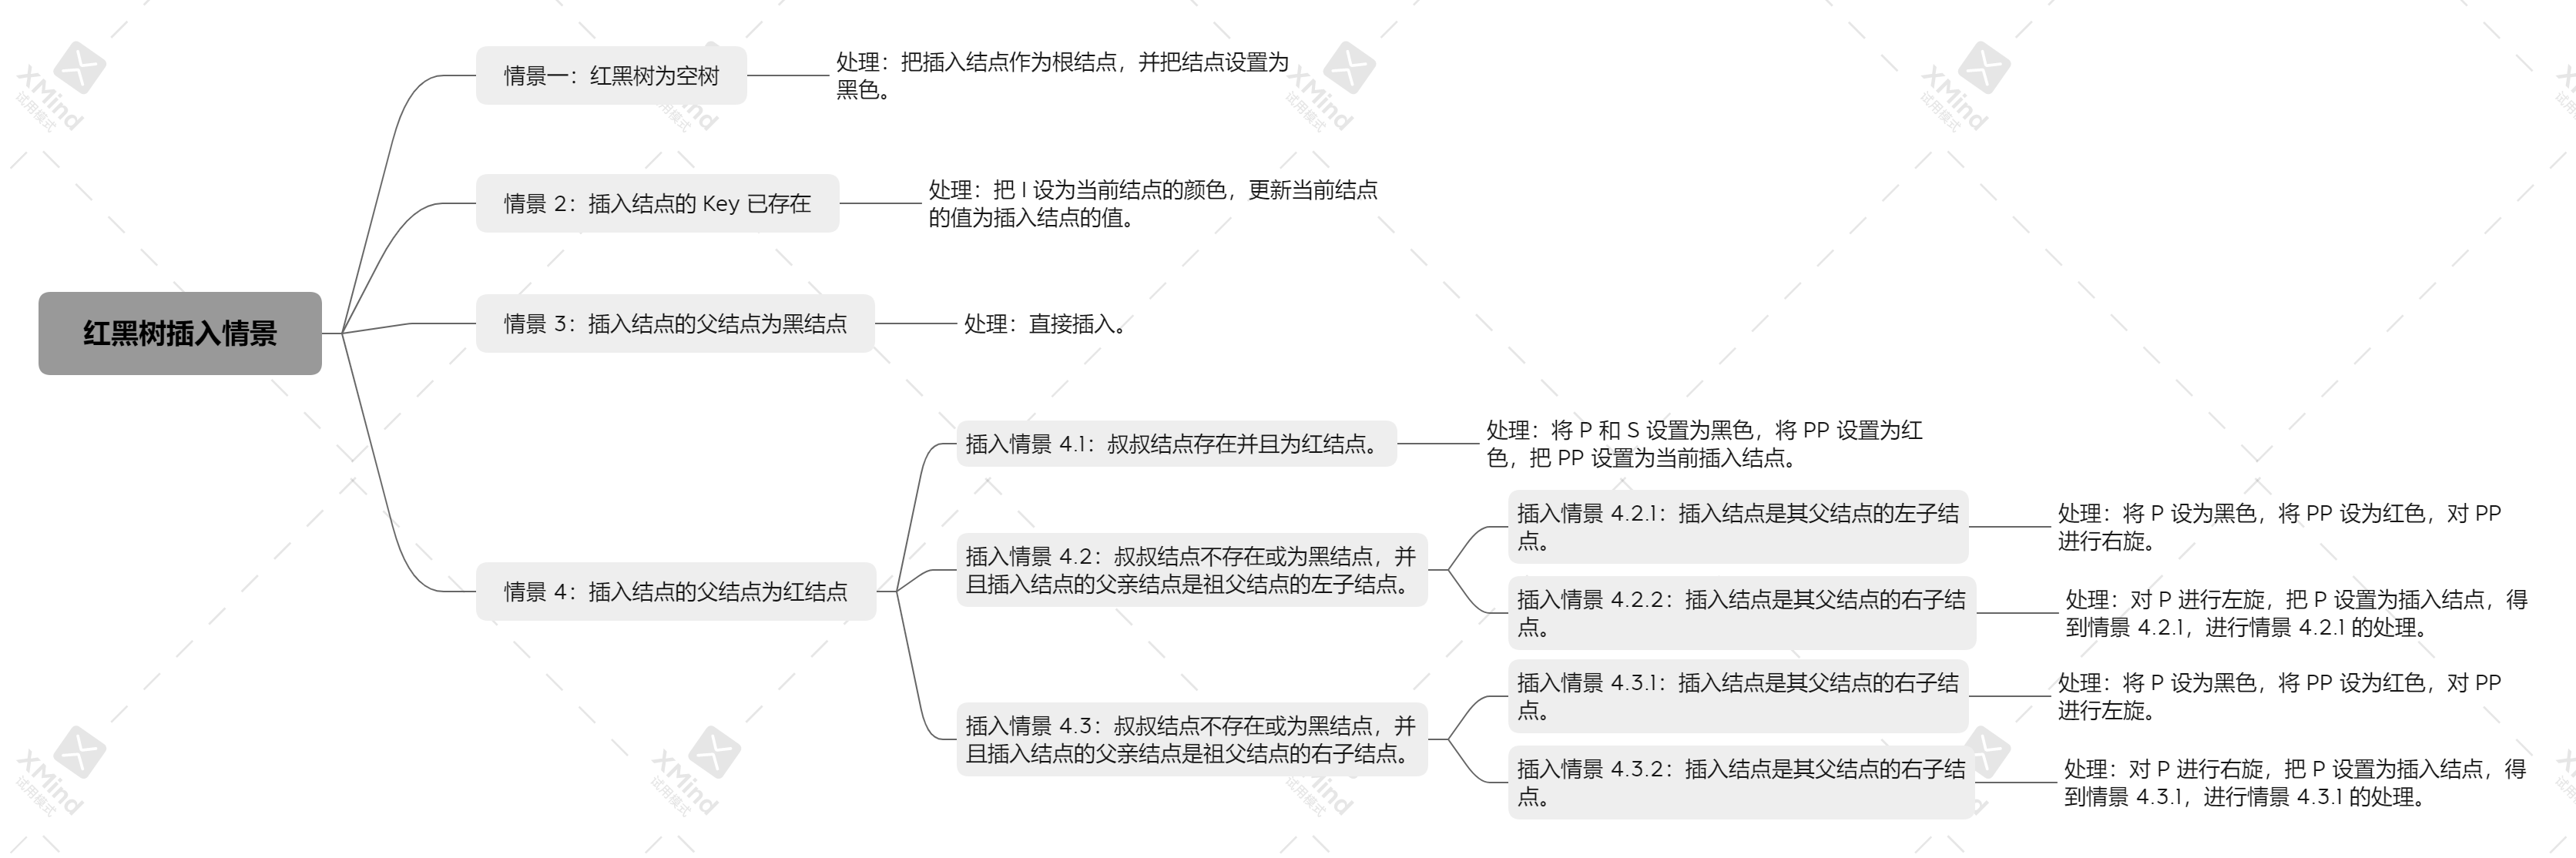 红黑树插入情景
情景一：红黑树为空树
处理：把插入结点作为根结点，并把结点设置为
黑色。
情景 2：插入结点的 Key 已存在
处理：把 I 设为当前结点的颜色，更新当前结点
的值为插入结点的值。
情景 3：插入结点的父结点为黑结点
处理：直接插入。
情景 4：插入结点的父结点为红结点
插入情景 4.1：叔叔结点存在并且为红结点。
处理：将 P 和 S 设置为黑色，将 PP 设置为红
色，把 PP 设置为当前插入结点。
插入情景 4.2：叔叔结点不存在或为黑结点，并
且插入结点的父亲结点是祖父结点的左子结点。
插入情景 4.2.1：插入结点是其父结点的左子结
点。
处理：将 P 设为黑色，将 PP 设为红色，对 PP
进行右旋。
插入情景 4.2.2：插入结点是其父结点的右子结
点。
处理：对 P 进行左旋，把 P 设置为插入结点，得
到情景 4.2.1，进行情景 4.2.1 的处理。
插入情景 4.3：叔叔结点不存在或为黑结点，并
且插入结点的父亲结点是祖父结点的右子结点。
插入情景 4.3.1：插入结点是其父结点的右子结
点。
处理：将 P 设为黑色，将 PP 设为红色，对 PP
进行左旋。
插入情景 4.3.2：插入结点是其父结点的右子结
点。
处理：对 P 进行右旋，把 P 设置为插入结点，得
到情景 4.3.1，进行情景 4.3.1 的处理。
XMind
试用模式
XMind
试用模式
XMind
试用模式
XMind
试用模式
XMind
试用模式